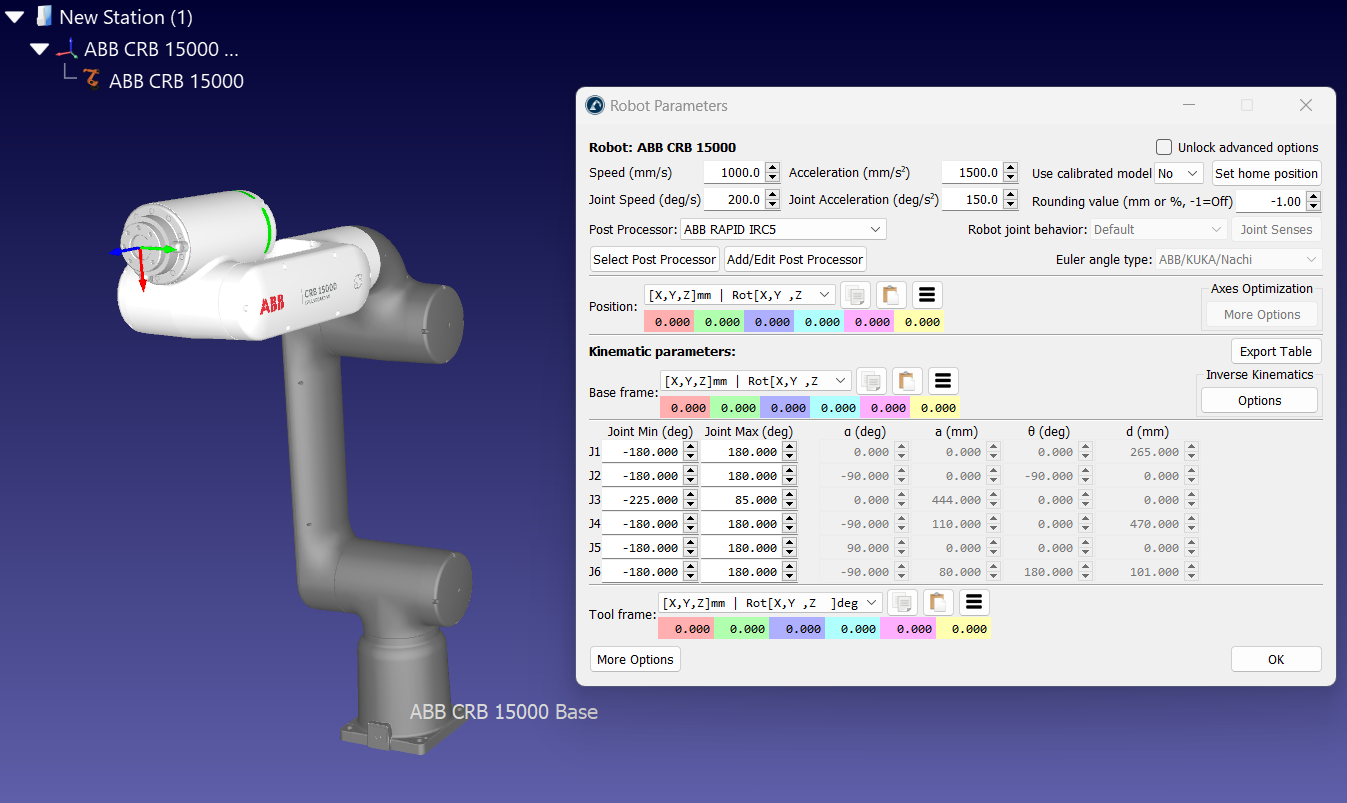 New Station (1)
ABB CRB 15000 ...
ABB CRB 15000
Robot Parameters
Robot: ABB CRB 15000
Unlock advanced options
Speed (mm/s) 1000.0 Acceleration (mm/s²) 1500.0 Use calibrated model No Set home position
Joint Speed (deg/s) 200.0 Joint Acceleration (deg/s²) 150.0 Rounding value (mm or %, -1=Off) -1.00
Post Processor: ABB RAPID IRC5 Robot joint behavior: Default Joint Senses
Select Post Processor Add/Edit Post Processor Euler angle type: ABB/KUKA/Nachi
Position: [X,Y,Z]mm | Rot[X,Y ,Z
0.000 0.000 0.000 0.000 0.000 0.000
Axes Optimization
More Options
Kinematic parameters: Export Table
Base frame: [X,Y,Z]mm | Rot[X,Y ,Z
0.000 0.000 0.000 0.000 0.000 0.000
Inverse Kinematics
Options
Joint Min (deg) Joint Max (deg) α (deg) a (mm) θ (deg) d (mm)
J1 -180.000 180.000 0.000 0.000 0.000 265.000
J2 -180.000 180.000 -90.000 0.000 -90.000 0.000
J3 -225.000 85.000 0.000 444.000 0.000 0.000
J4 -180.000 180.000 -90.000 110.000 0.000 470.000
J5 -180.000 180.000 90.000 0.000 0.000 0.000
J6 -180.000 180.000 -90.000 80.000 180.000 101.000
Tool frame: [X,Y,Z]mm | Rot[X,Y ,Z ]deg
0.000 0.000 0.000 0.000 0.000 0.000
More Options OK
ABB
CRB 15000
ABB CRB 15000 Base